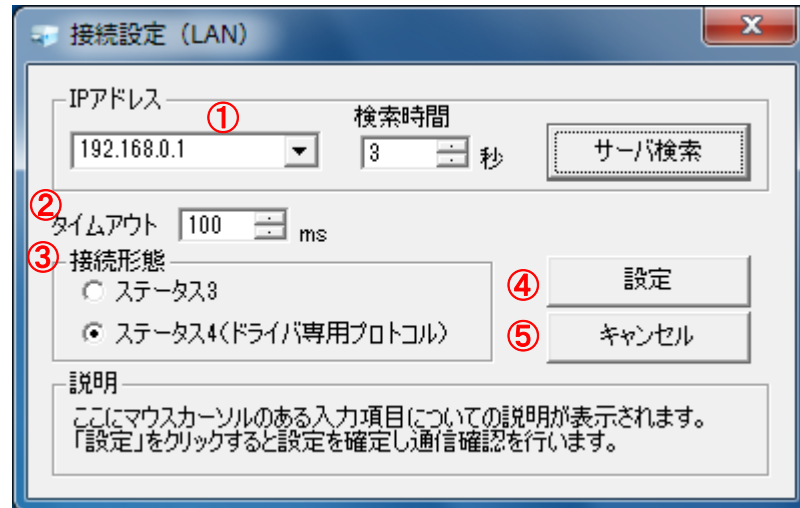 接続設定（LAN）
IPアドレス
①
検索時間
192.168.0.1
3
秒
サーバ検索
②
タイムアウト
100
ms
③
接続形態
ステータス3
ステータス4（ドライバ専用プロトコル）
④
設定
⑤
キャンセル
説明
ここにマウスカーソルのある入力項目についての説明が表示されます。
「設定」をクリックすると設定を確定し通信確認を行います。